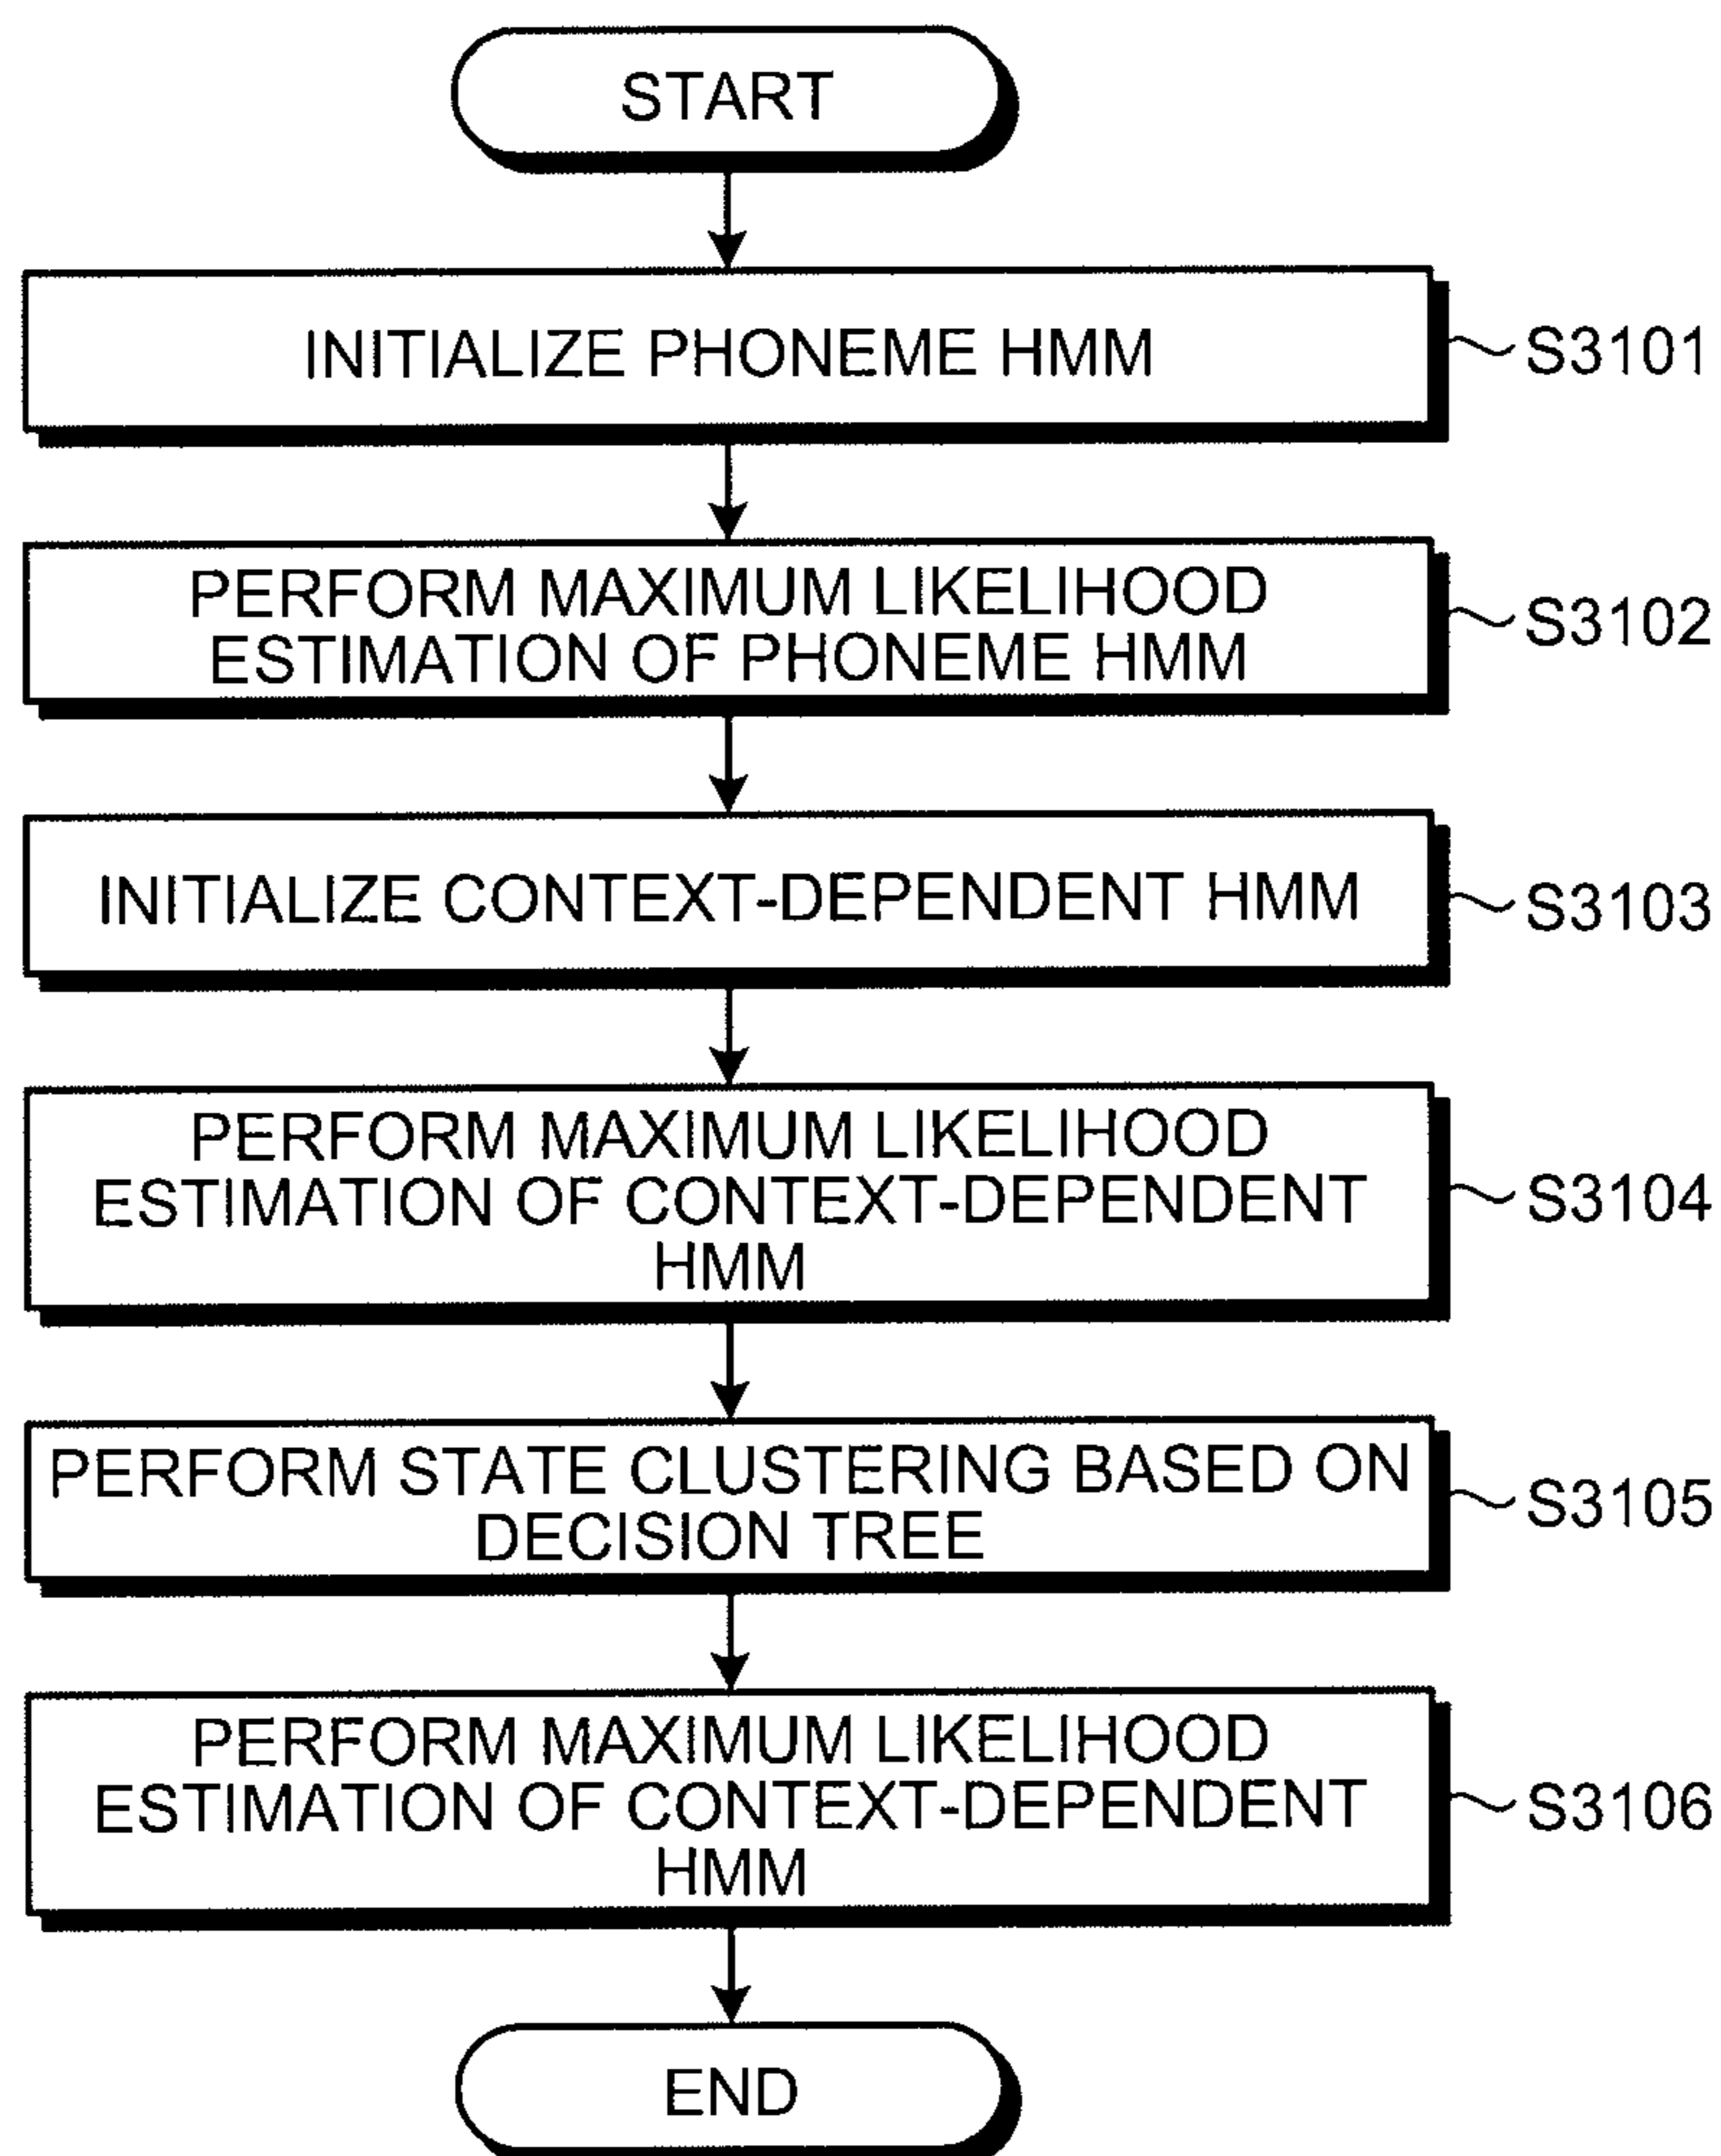 START
INITIALIZE PHONEME HMM
S3101
PERFORM MAXIMUM LIKELIHOOD
ESTIMATION OF PHONEME HMM
S3102
INITIALIZE CONTEXT-DEPENDENT HMM
S3103
PERFORM MAXIMUM LIKELIHOOD
ESTIMATION OF CONTEXT-DEPENDENT
HMM
S3104
PERFORM STATE CLUSTERING BASED ON
DECISION TREE
S3105
PERFORM MAXIMUM LIKELIHOOD
ESTIMATION OF CONTEXT-DEPENDENT
HMM
S3106
END